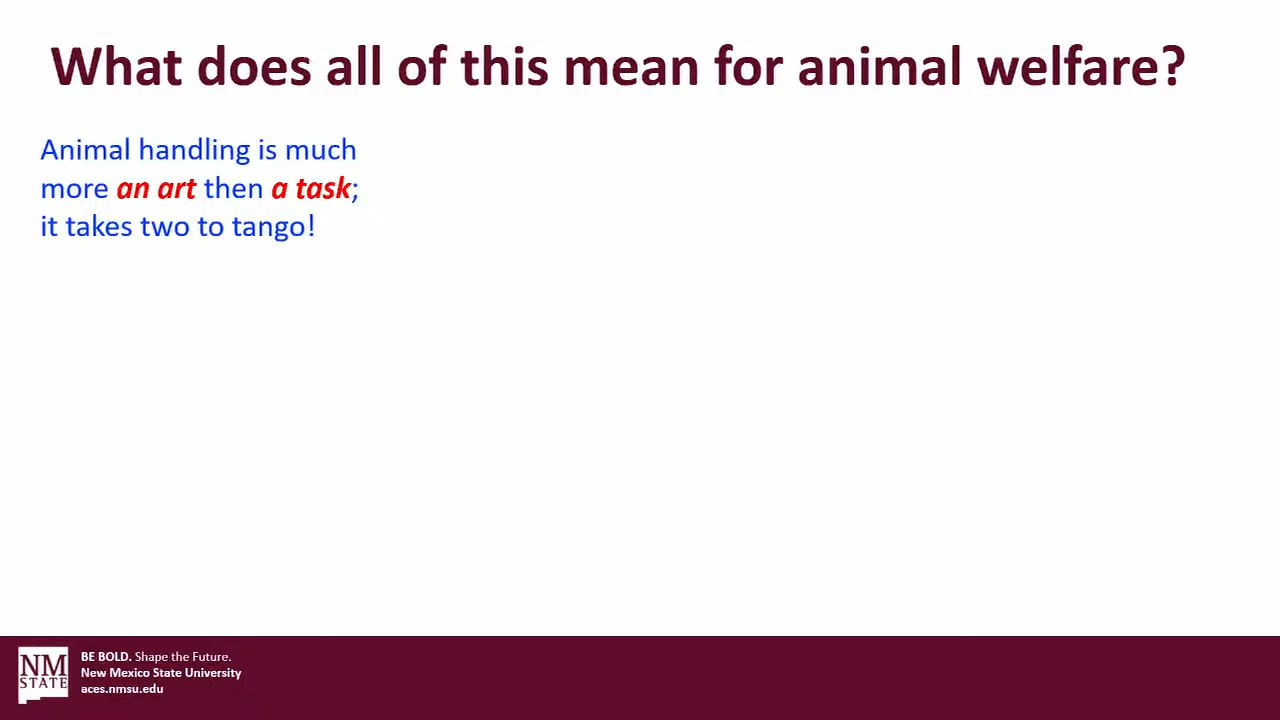 What does all of this mean for animal welfare?
Animal handling is much
more an art then a task;
it takes two to tango!
NM
STATE
BE BOLD. Shape the Future.
New Mexico State University
aces.nmsu.edu